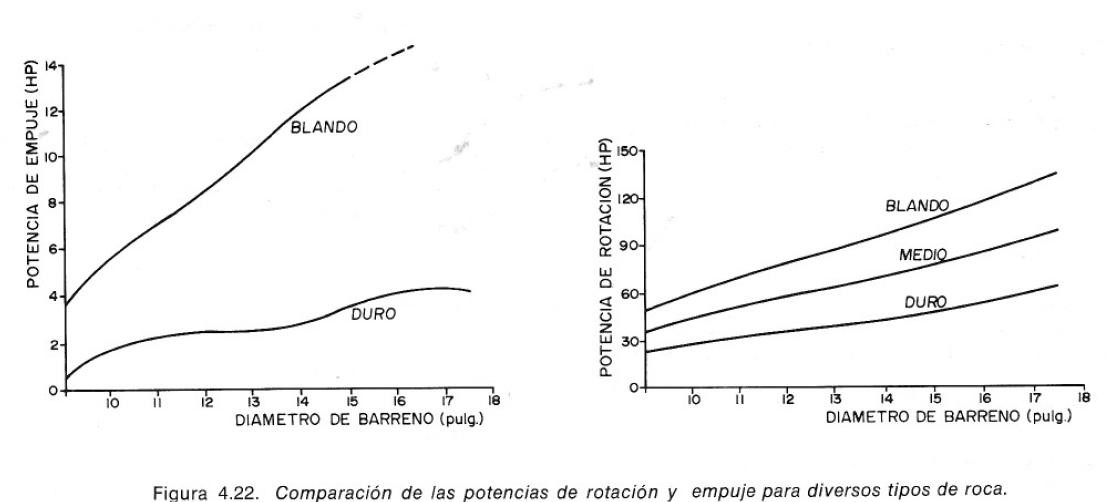 POTENCIA DE EMPUJE (HP)
14
12
10
8
6
4
2
0
BLANDO
DURO
10 11 12 13 14 15 16 17 18
DIAMETRO DE BARRENO (pulg.)
POTENCIA DE ROTACION (HP)
150
120
90
60
30
0
BLANDO
MEDIO
DURO
10 11 12 13 14 15 16 17 18
DIAMETRO DE BARRENO (pulg.)
Figura 4.22. Comparación de las potencias de rotación y empuje para diversos tipos de roca.